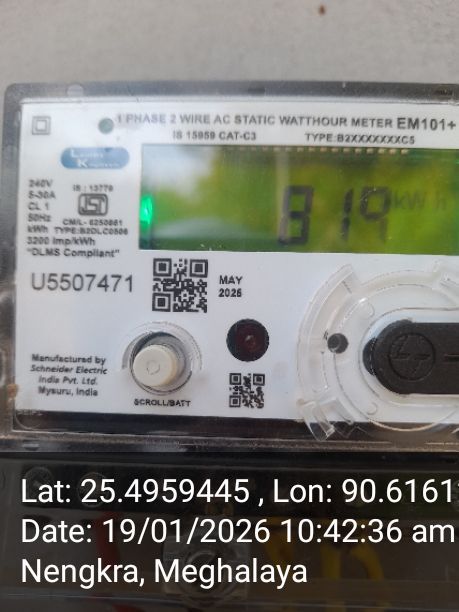 1 PHASE 2 WIRE AC STATIC WATTHOUR METER EM101+
IS 15959 CAT-C3 TYPE:B2XXXXXXXC5
240V
5-30A
CL 1
50Hz
kWh TYPE:B2DLC0506
3200 imp/kWh
"DLMS Compliant"
IS : 13779
CM/L- 6250861
819 kWh
U5507471
MAY
2025
Manufactured by
Schneider Electric
India Pvt. Ltd.
Mysuru, India
SCROLL/BATT
Lat: 25.4959445 , Lon: 90.6161
Date: 19/01/2026 10:42:36 am
Nengkra, Meghalaya